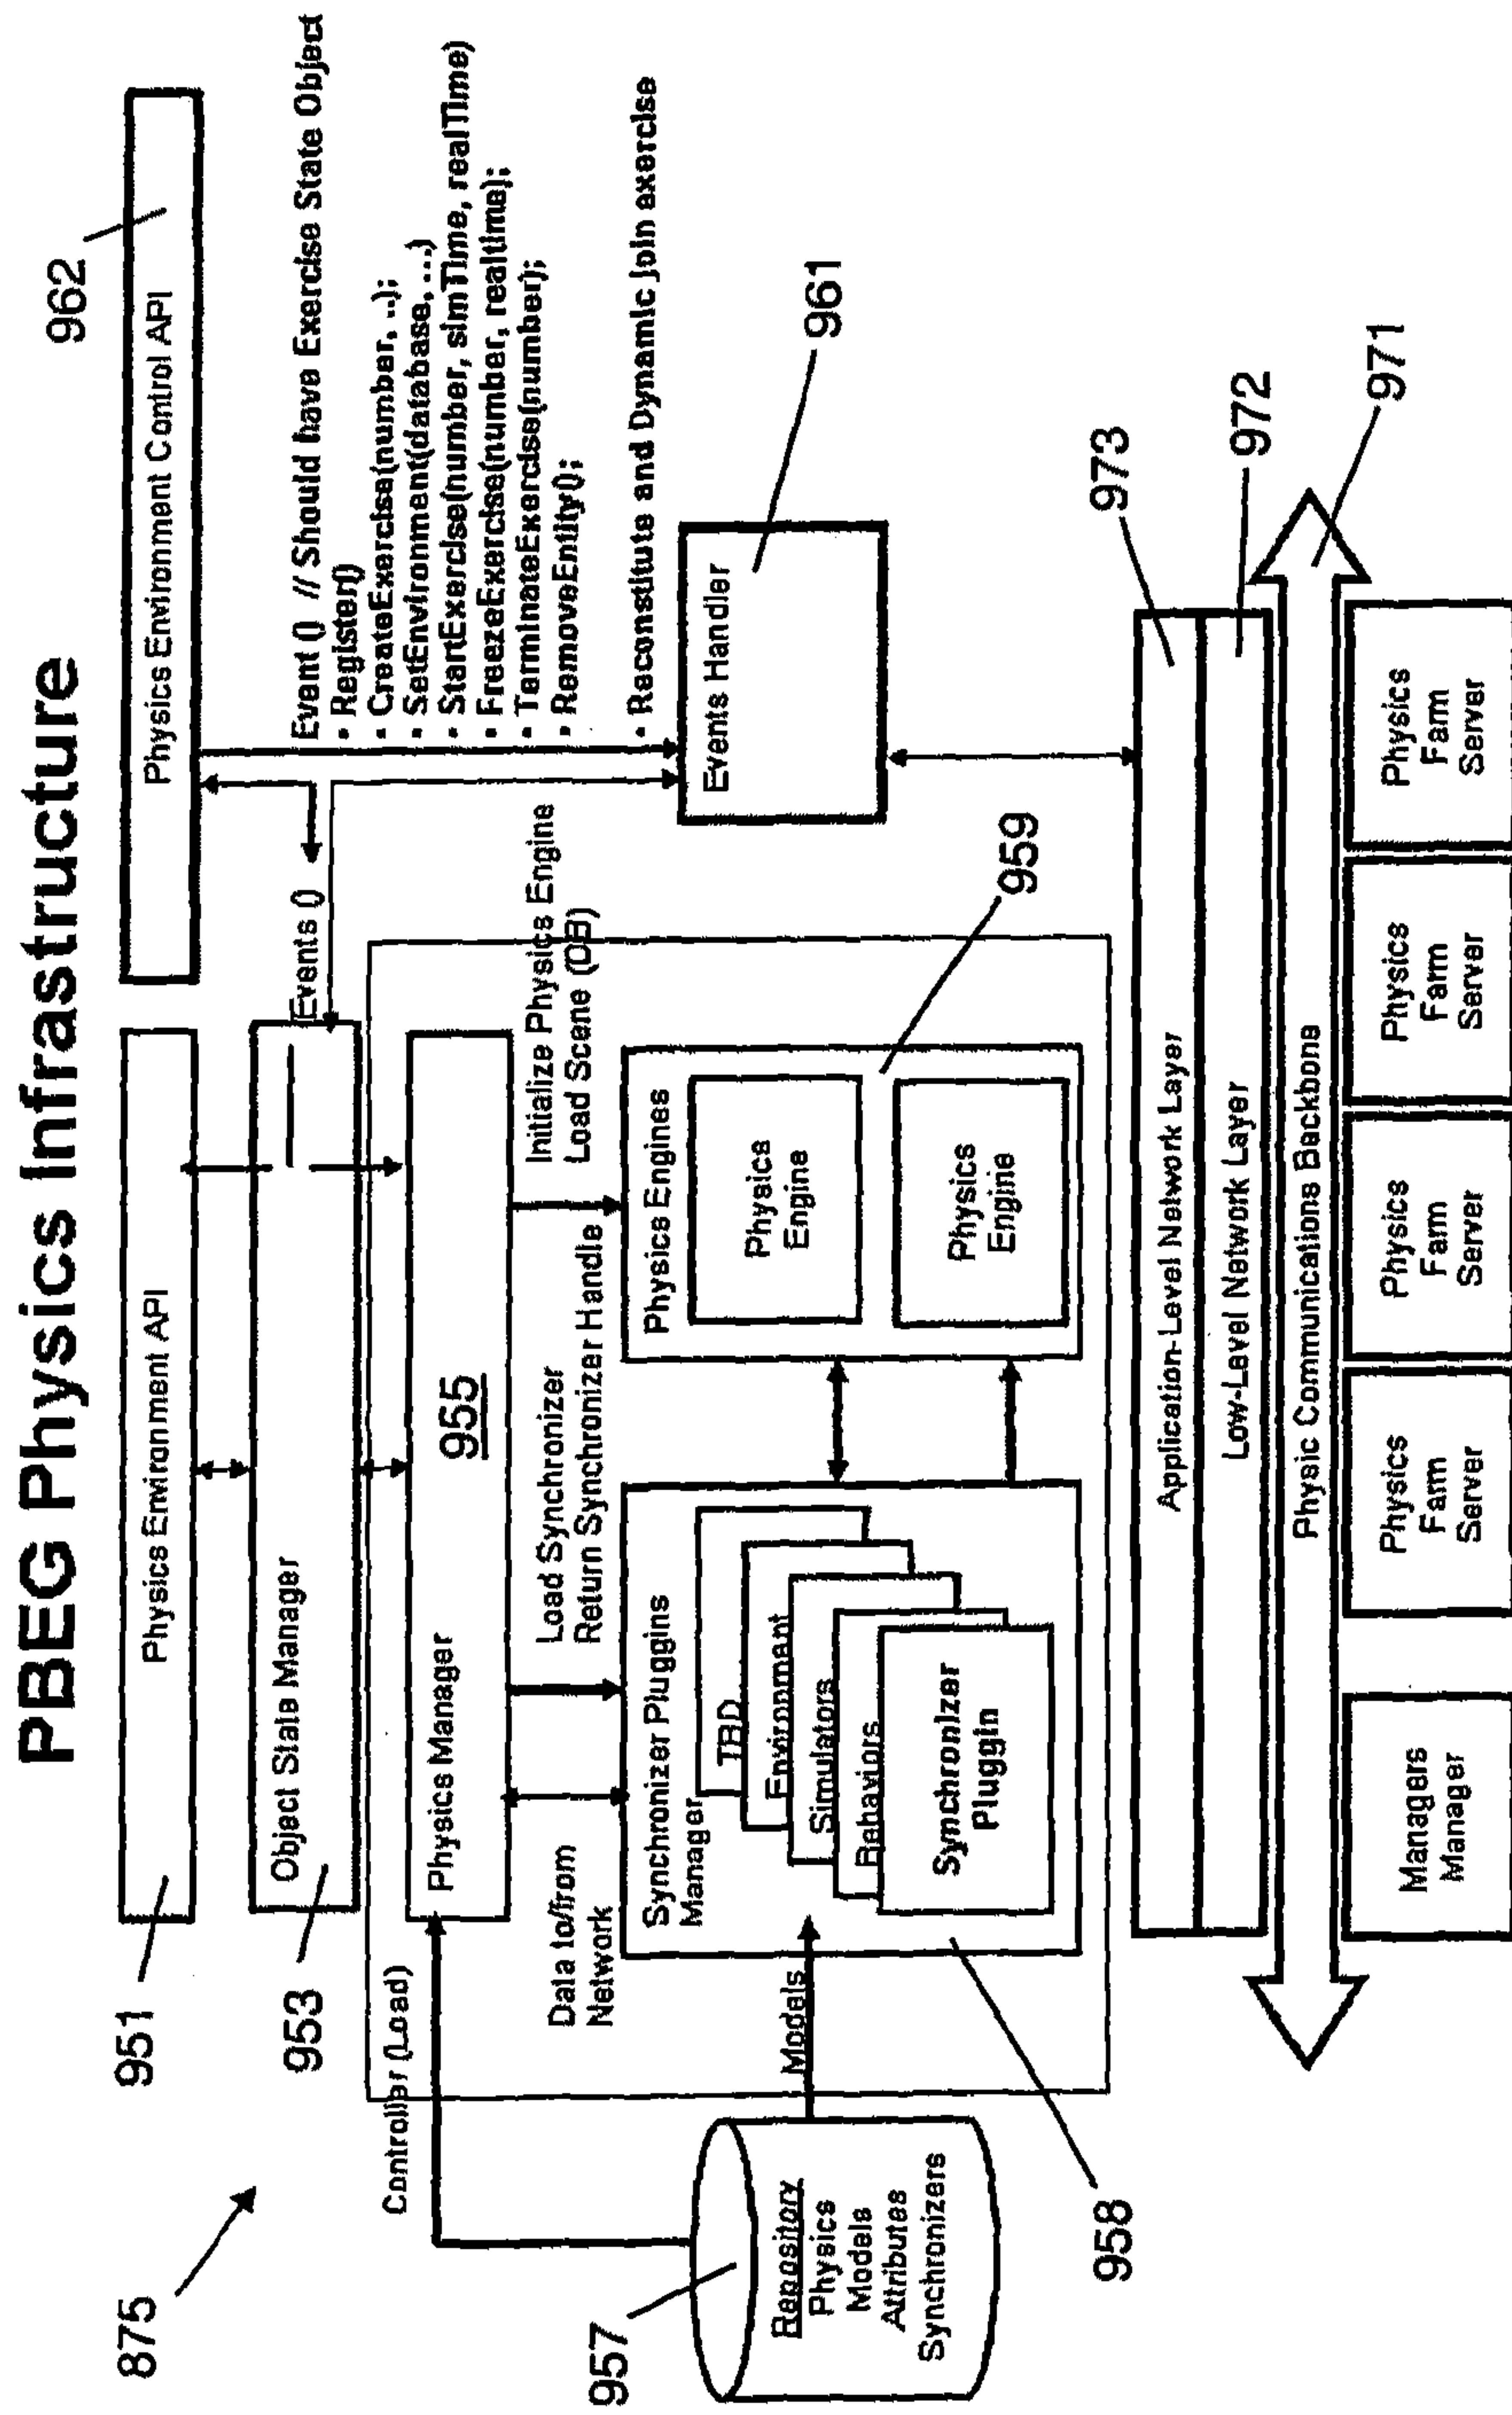 PBEG Physics Infrastructure
875
951
Physics Environment API
962
Physics Environment Control API
953
Object State Manager
Events ()
Event () // Should have Exercise State Object
• Register()
• CreateExercise(number, ..);
• SetEnvironment(database, ...)
• StartExercise(number, simTime, realTime)
• FreezeExercise(number, realtime);
• TerminateExercise(number);
• RemoveEntity();
• Reconstitute and Dynamic join exercise
Controller (Load)
Physics Manager
955
Data to/from
Network
Load Synchronizer
Return Synchronizer Handle
Initialize Physics Engine
Load Scene (DB)
957
Repository
Physics
Models
Attributes
Synchronizers
Models
Synchronizer Pluggins
Manager
TBD
Environment
Simulators
Behaviors
Synchronizer
Pluggin
958
Physics Engines
Physics
Engine
Physics
Engine
959
Events Handler
961
Application-Level Network Layer
973
Low-Level Network Layer
972
Physic Communications Backbone
971
Managers
Manager
Physics
Farm
Server
Physics
Farm
Server
Physics
Farm
Server
Physics
Farm
Server